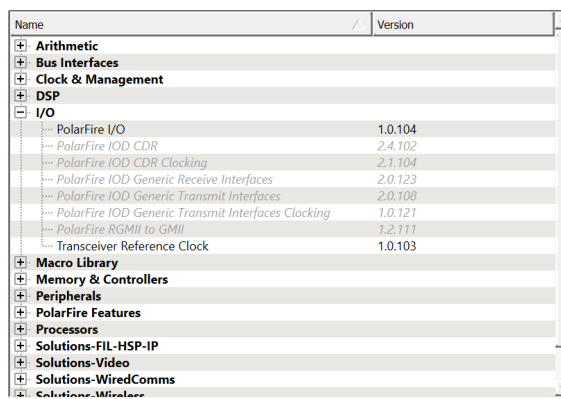 Name Version
Arithmetic
Bus Interfaces
Clock & Management
DSP
I/O
PolarFire I/O 1.0.104
PolarFire IOD CDR 2.4.102
PolarFire IOD CDR Clocking 2.1.104
PolarFire IOD Generic Receive Interfaces 2.0.123
PolarFire IOD Generic Transmit Interfaces 2.0.108
PolarFire IOD Generic Transmit Interfaces Clocking 1.0.121
PolarFire RGMII to GMII 1.2.111
Transceiver Reference Clock 1.0.103
Macro Library
Memory & Controllers
Peripherals
PolarFire Features
Processors
Solutions-FIL-HSP-IP
Solutions-Video
Solutions-WiredComms
Solutions-Wireless